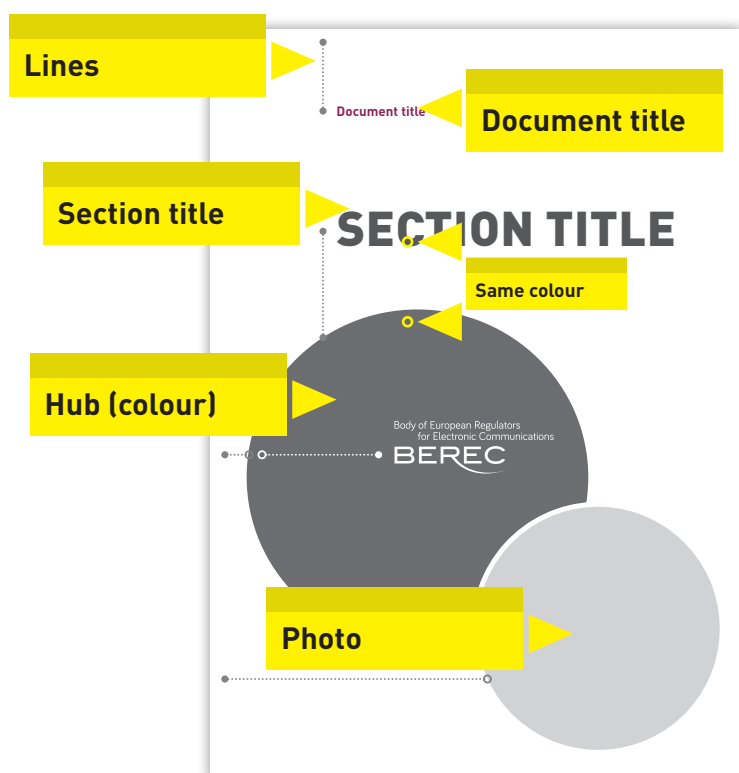 Lines
Document title
Document title
Section title
SECTION TITLE
Same colour
Hub (colour)
Body of European Regulators
for Electronic Communications
BEREC
Photo